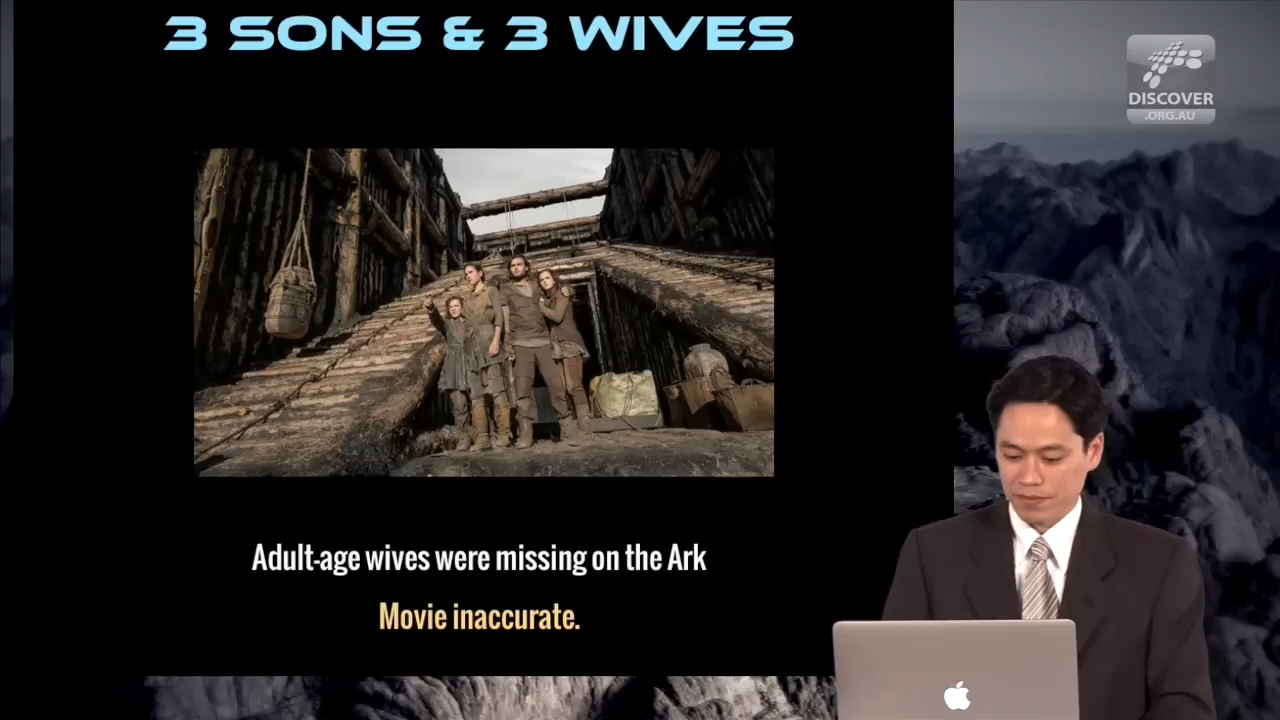 3 SONS & 3 WIVES
DISCOVER
.ORG.AU
Adult-age wives were missing on the Ark
Movie inaccurate.